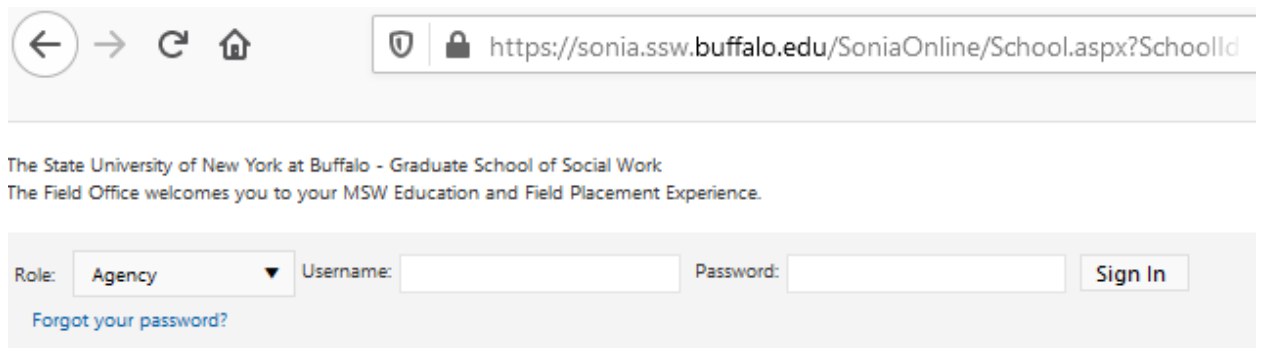 https://sonia.ssw.buffalo.edu/SoniaOnline/School.aspx?SchoolId
The State University of New York at Buffalo - Graduate School of Social Work
The Field Office welcomes you to your MSW Education and Field Placement Experience.
Role: Agency Username: Password: Sign In
Forgot your password?